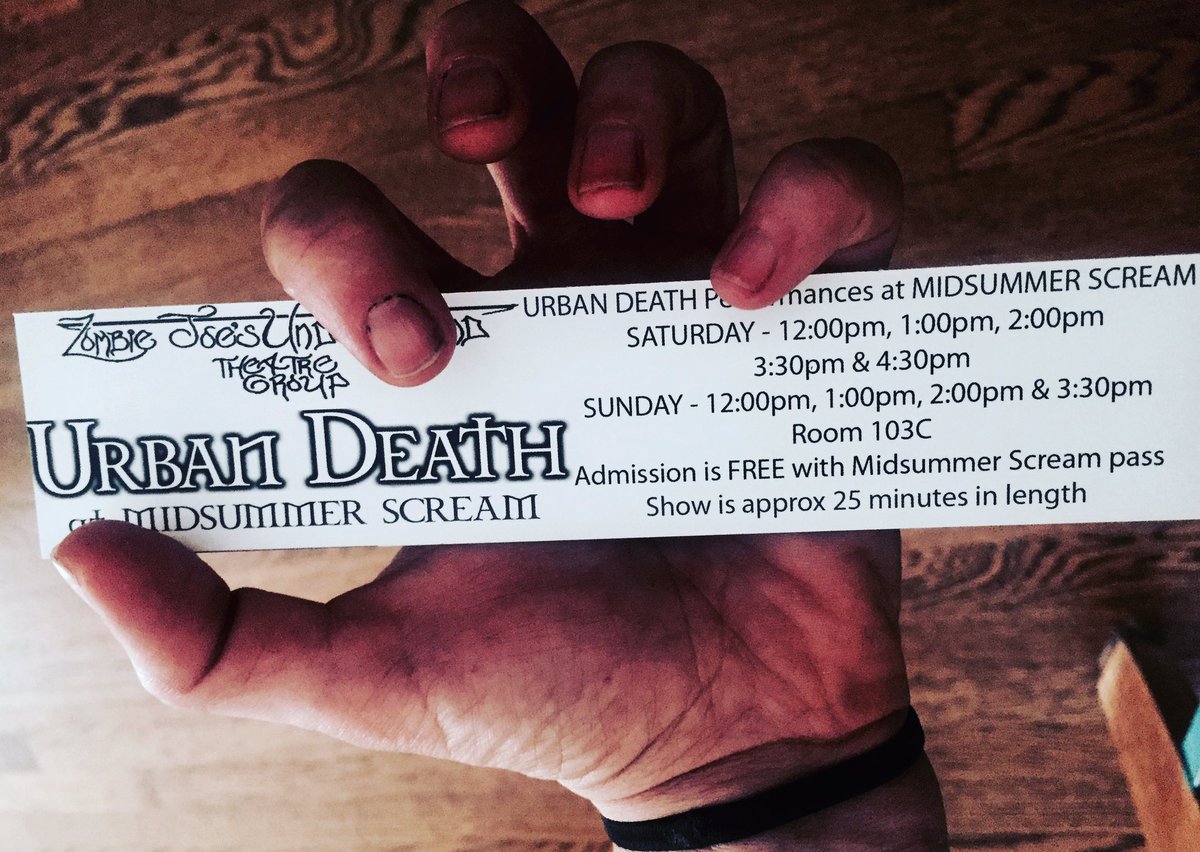 Zombie Joe's
THEATRE
GROUP
URBAN DEATH
at MIDSUMMER SCREAM
URBAN DEATH at MIDSUMMER SCREAM
SATURDAY - 12:00pm, 1:00pm, 2:00pm
3:30pm & 4:30pm
SUNDAY - 12:00pm, 1:00pm, 2:00pm & 3:30pm
Room 103C
Admission is FREE with Midsummer Scream pass
Show is approx 25 minutes in length